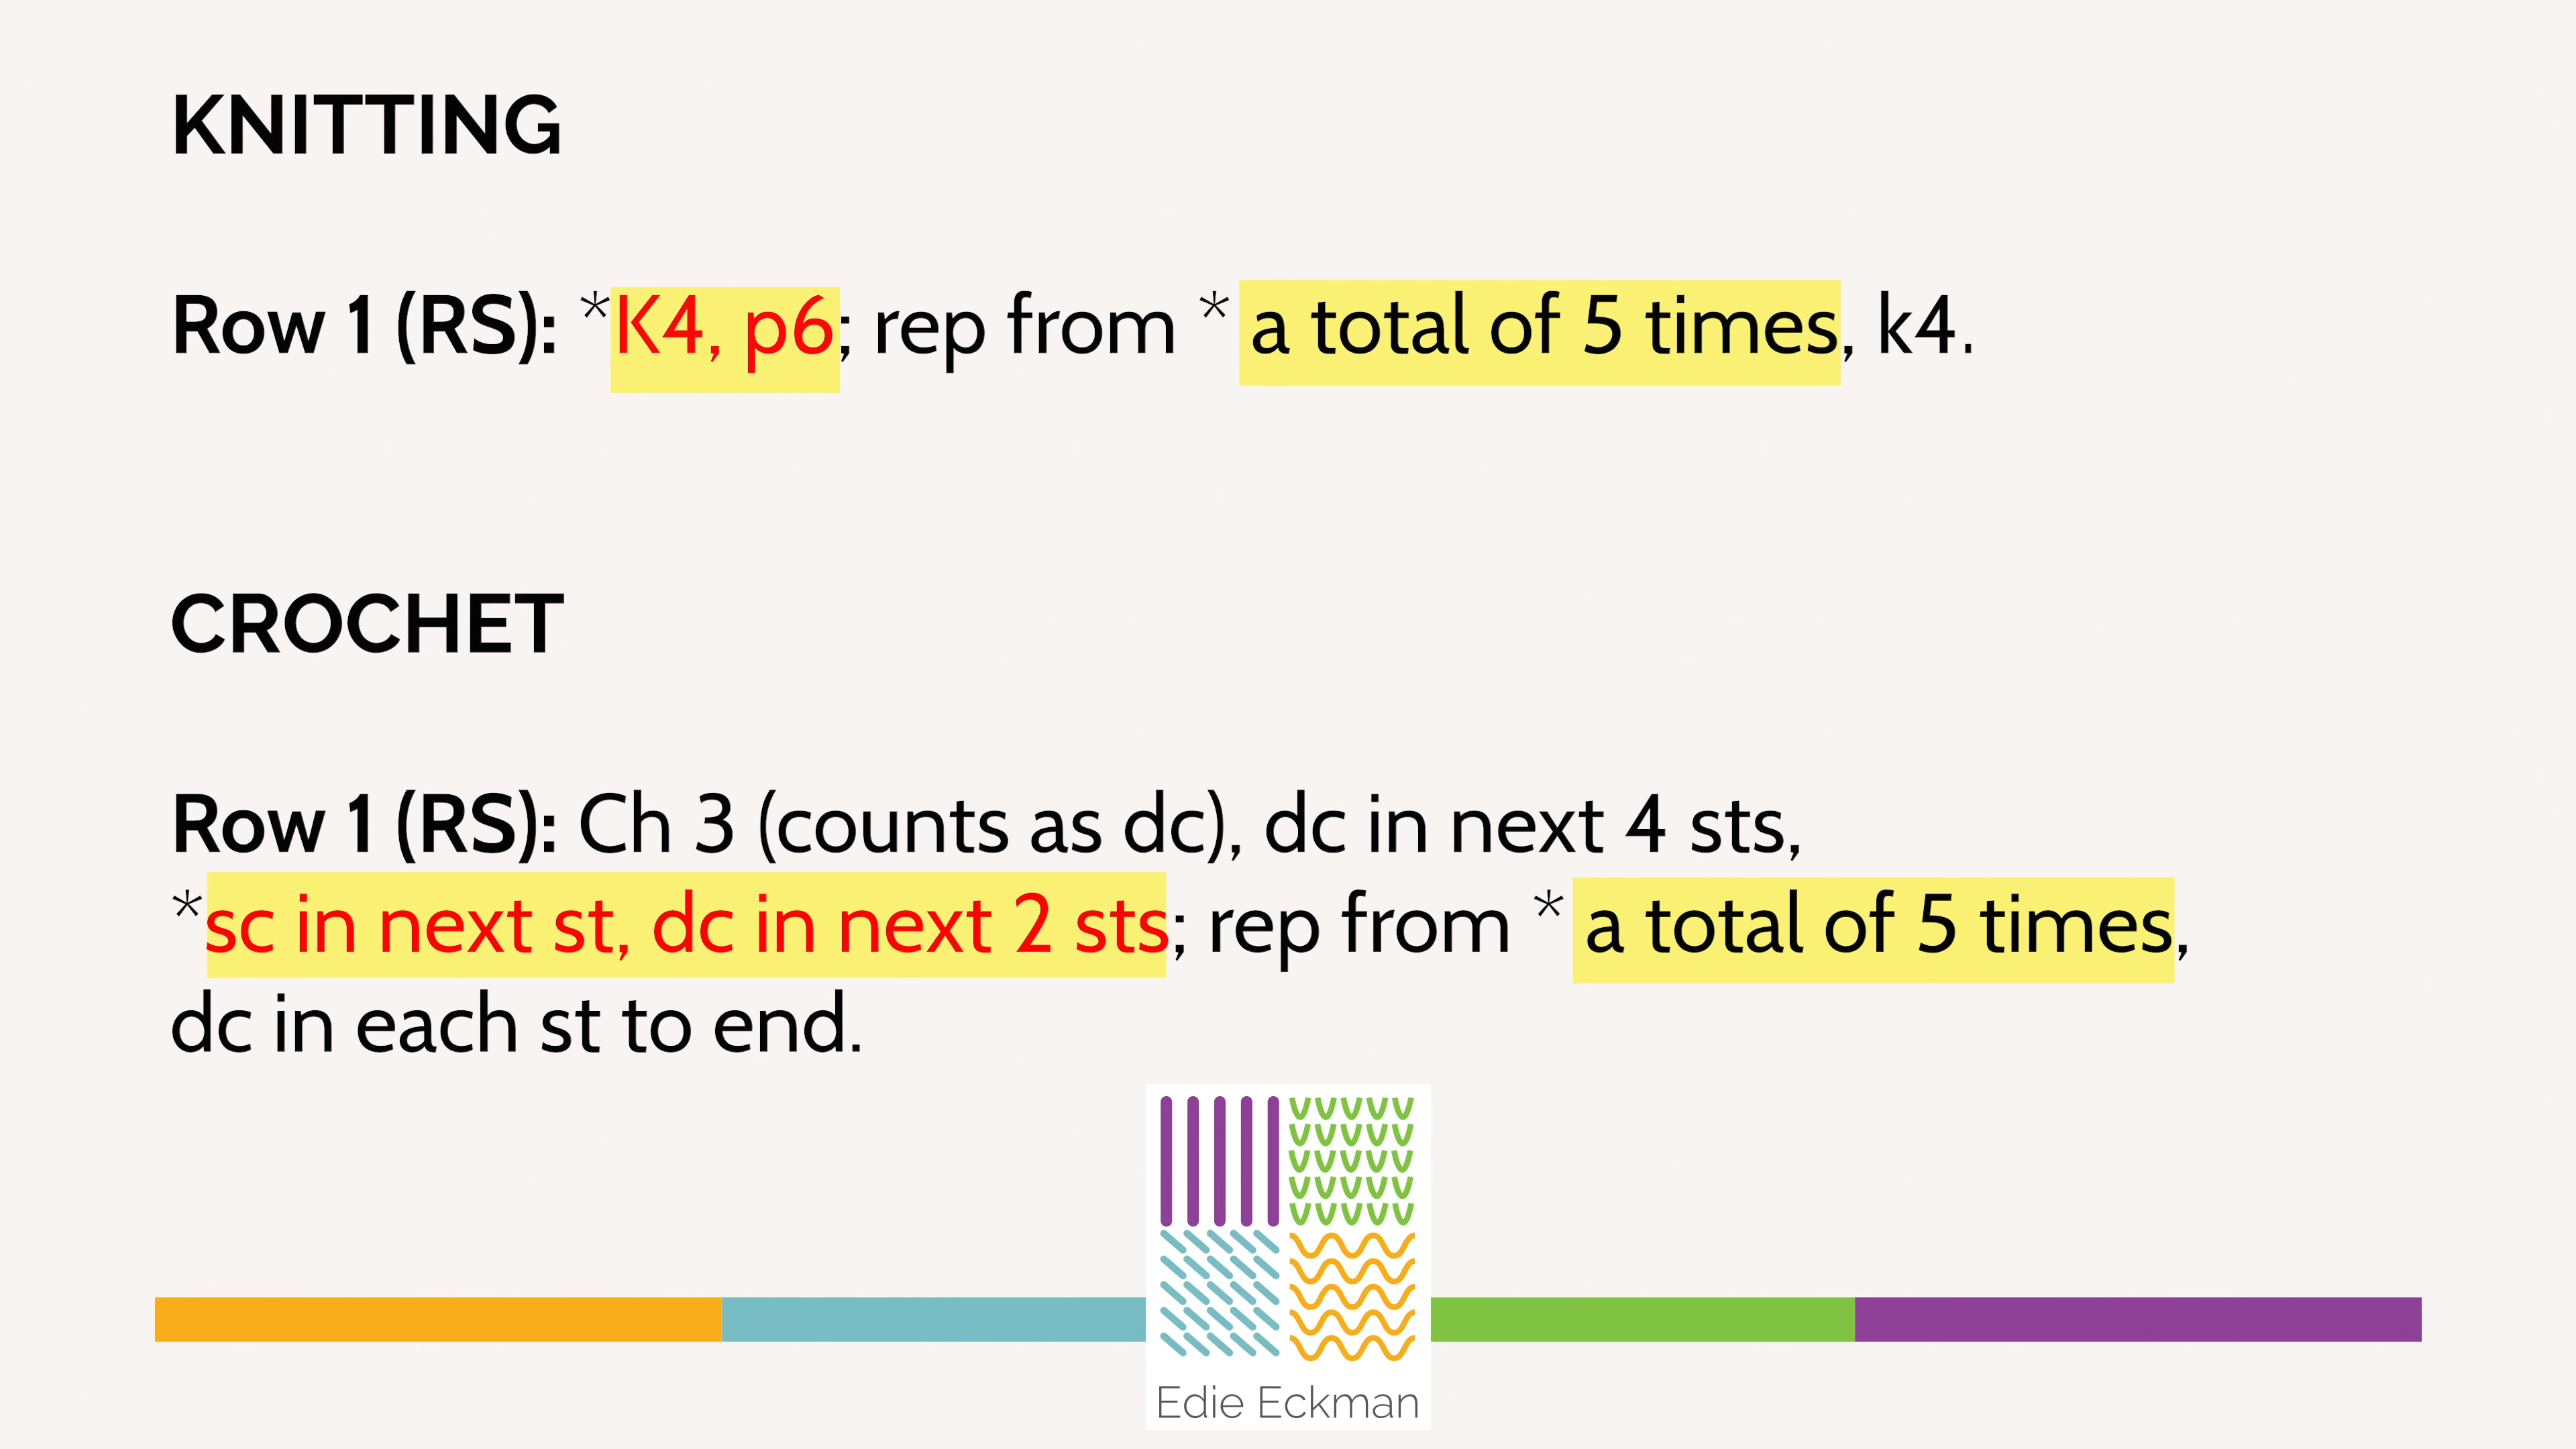 KNITTING
Row 1 (RS): *K4, p6; rep from * a total of 5 times, k4.
CROCHET
Row 1 (RS): Ch 3 (counts as dc), dc in next 4 sts,
*sc in next st, dc in next 2 sts; rep from * a total of 5 times,
dc in each st to end.
Edie Eckman